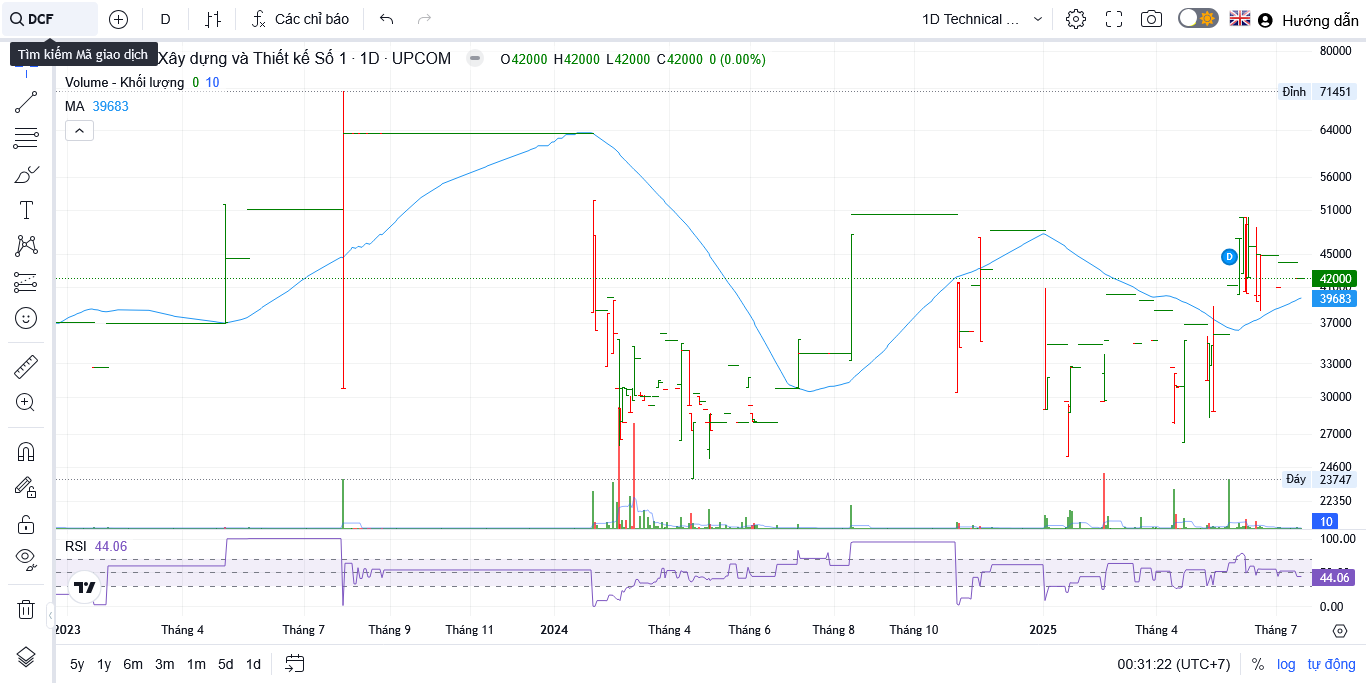 DCF
D
Các chỉ báo
1D Technical ...
Hướng dẫn
Tìm kiếm Mã giao dịch
Xây dựng và Thiết kế Số 1 · 1D · UPCOM
O42000 H42000 L42000 C42000 0 (0.00%)
Volume - Khối lượng 0 10
MA 39683
80000
Đỉnh 71451
64000
56000
51000
45000
42000
39683
37000
33000
30000
27000
24600
Đáy 23747
22350
10
D
RSI 44.06
100.00
44.06
0.00
2023
Tháng 4
Tháng 7
Tháng 9
Tháng 11
2024
Tháng 4
Tháng 6
Tháng 8
Tháng 10
2025
Tháng 4
Tháng 7
5y 1y 6m 3m 1m 5d 1d
00:31:22 (UTC+7) % log tự động